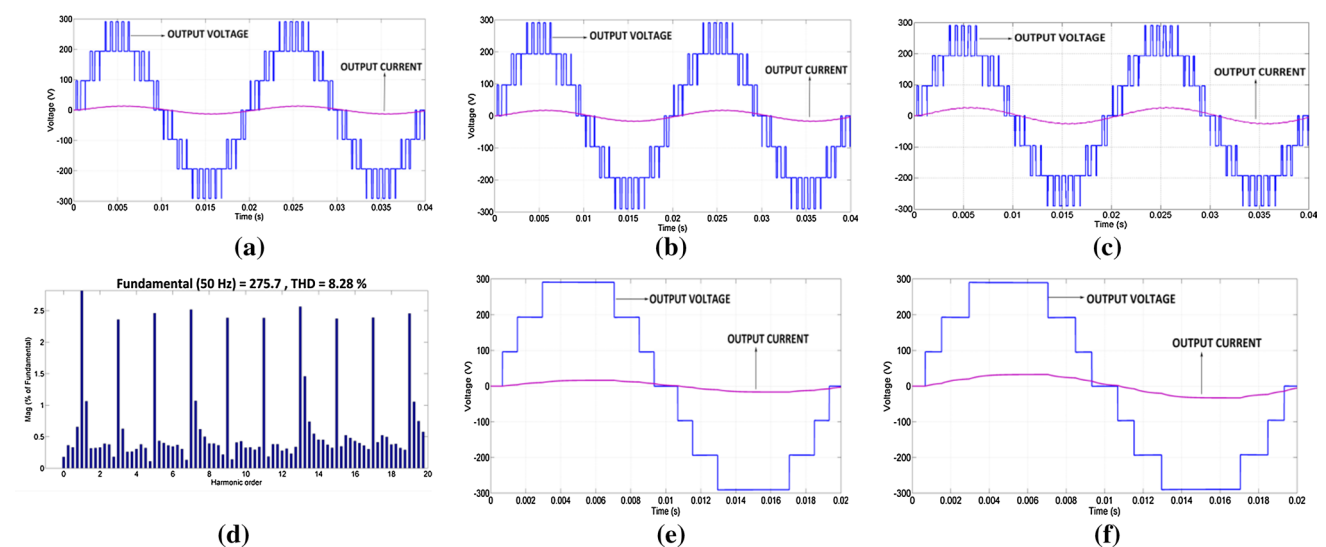 300
200
100
0
-100
-200
-300
Voltage (V)
OUTPUT VOLTAGE
OUTPUT CURRENT
0 0.005 0.01 0.015 0.02 0.025 0.03 0.035 0.04
Time (s)
(a)
300
200
100
0
-100
-200
-300
Voltage (V)
OUTPUT VOLTAGE
OUTPUT CURRENT
0 0.005 0.01 0.015 0.02 0.025 0.03 0.035 0.04
Time (s)
(b)
300
200
100
0
-100
-200
-300
Voltage (V)
OUTPUT VOLTAGE
OUTPUT CURRENT
0 0.005 0.01 0.015 0.02 0.025 0.03 0.035 0.04
Time (s)
(c)
Fundamental (50 Hz) = 275.7 , THD = 8.28 %
2.5
2
1.5
1
0.5
0
Mag (% of Fundamental)
0 2 4 6 8 10 12 14 16 18 20
Harmonic order
(d)
300
200
100
0
-100
-200
-300
Voltage (V)
OUTPUT VOLTAGE
OUTPUT CURRENT
0 0.002 0.004 0.006 0.008 0.01 0.012 0.014 0.016 0.018 0.02
Time (s)
(e)
300
200
100
0
-100
-200
-300
Voltage (V)
OUTPUT VOLTAGE
OUTPUT CURRENT
0 0.002 0.004 0.006 0.008 0.01 0.012 0.014 0.016 0.018 0.02
Time (s)
(f)